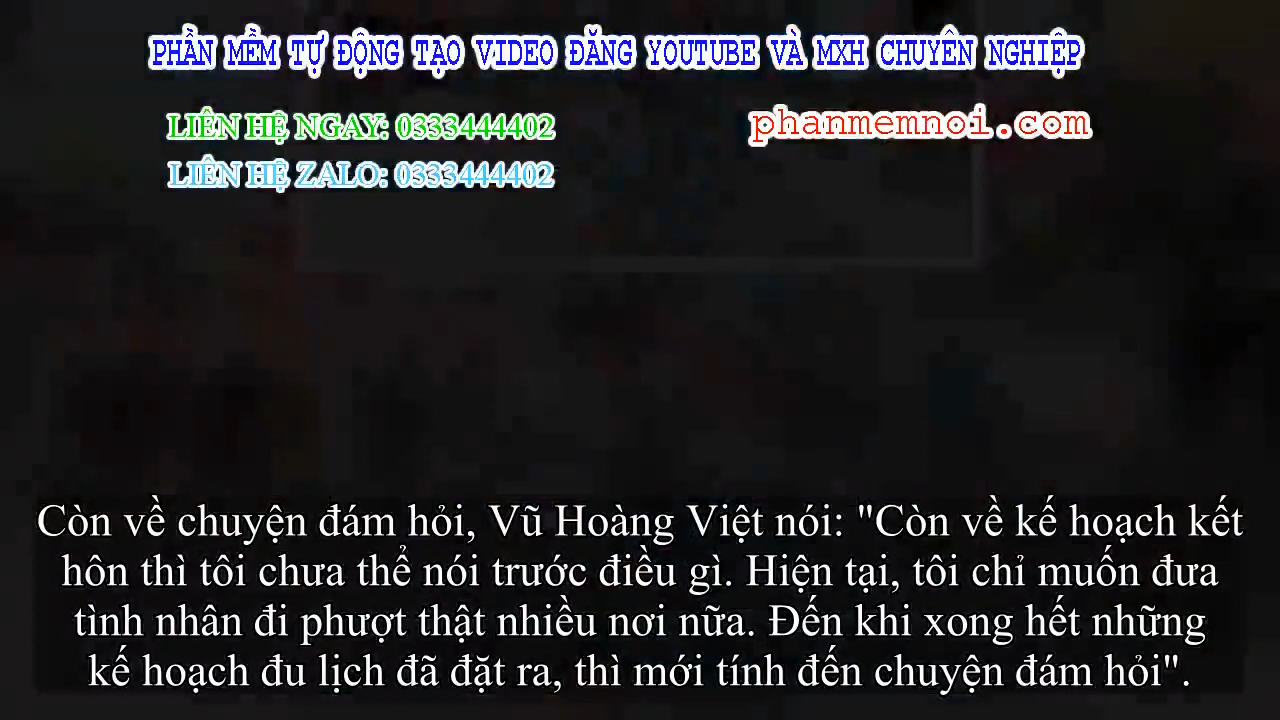 PHẦN MỀM TỰ ĐỘNG TẠO VIDEO ĐĂNG YOUTUBE VÀ MXH CHUYÊN NGHIỆP
LIÊN HỆ NGAY: 0333444402
phanmemnoi.com
LIÊN HỆ ZALO: 0333444402
Còn về chuyện đám hỏi, Vũ Hoàng Việt nói: "Còn về kế hoạch kết
hôn thì tôi chưa thể nói trước điều gì. Hiện tại, tôi chỉ muốn đưa
tình nhân đi phượt thật nhiều nơi nữa. Đến khi xong hết những
kế hoạch đu lịch đã đặt ra, thì mới tính đến chuyện đám hỏi".